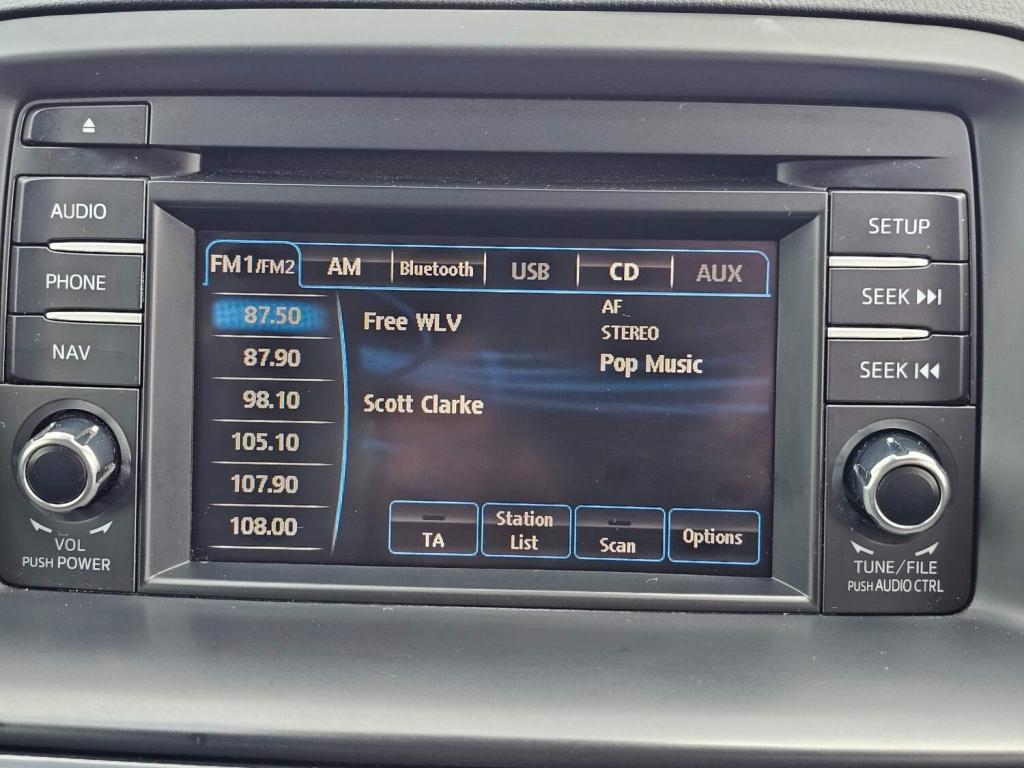 AUDIO
PHONE
NAV
VOL
PUSH POWER
FM1/FM2 AM Bluetooth USB CD AUX
87.50
87.90
98.10
105.10
107.90
108.00
Free WLV
AF
STEREO
Pop Music
Scott Clarke
TA
Station
List
Scan
Options
SETUP
SEEK
SEEK
TUNE/FILE
PUSH AUDIO CTRL